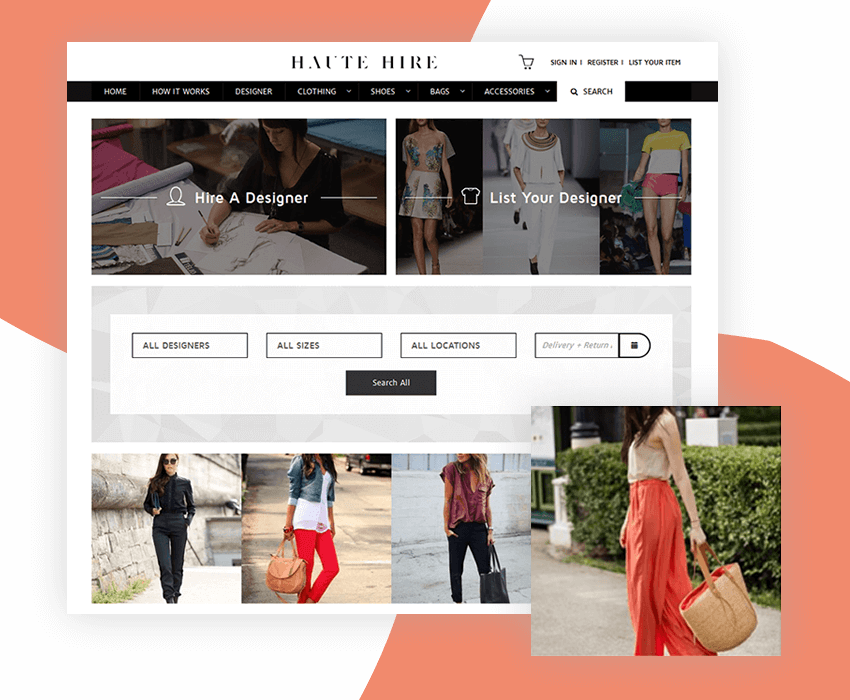 HAUTE HIRE
SIGN IN | REGISTER | LIST YOUR ITEM
HOME HOW IT WORKS DESIGNER CLOTHING SHOES BAGS ACCESSORIES SEARCH
Hire A Designer
List Your Designer
ALL DESIGNERS ALL SIZES ALL LOCATIONS Delivery + Return
Search All